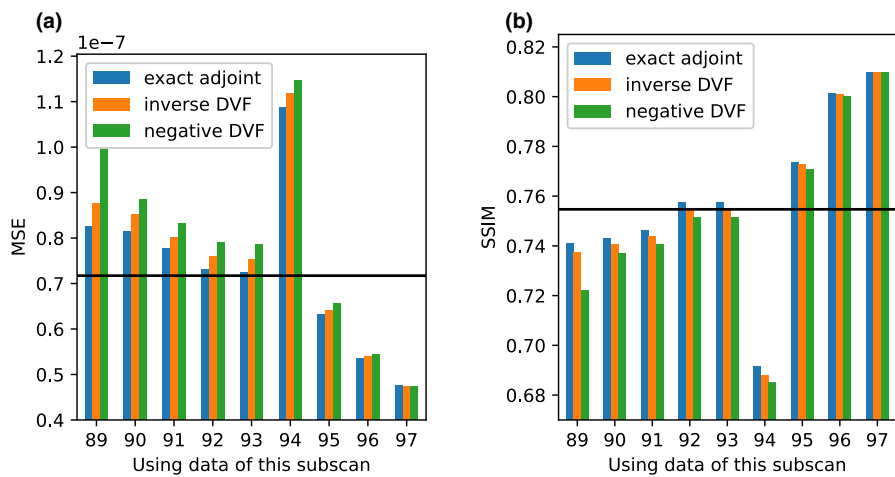 (a)
1e−7
1.2
1.1
1.0
0.9
0.8
0.7
0.6
0.5
0.4
MSE
exact adjoint
inverse DVF
negative DVF
89 90 91 92 93 94 95 96 97
Using data of this subscan
(b)
0.82
0.80
0.78
0.76
0.74
0.72
0.70
0.68
SSIM
exact adjoint
inverse DVF
negative DVF
89 90 91 92 93 94 95 96 97
Using data of this subscan